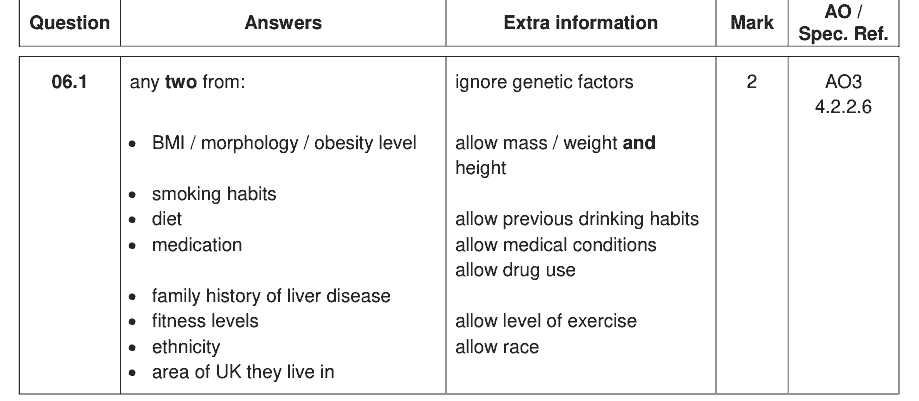 Question Answers Extra information Mark AO / Spec. Ref.
06.1 any two from: ignore genetic factors 2 AO3
4.2.2.6
• BMI / morphology / obesity level allow mass / weight and
height
• smoking habits
• diet allow previous drinking habits
• medication allow medical conditions
allow drug use
• family history of liver disease
• fitness levels allow level of exercise
• ethnicity allow race
• area of UK they live in